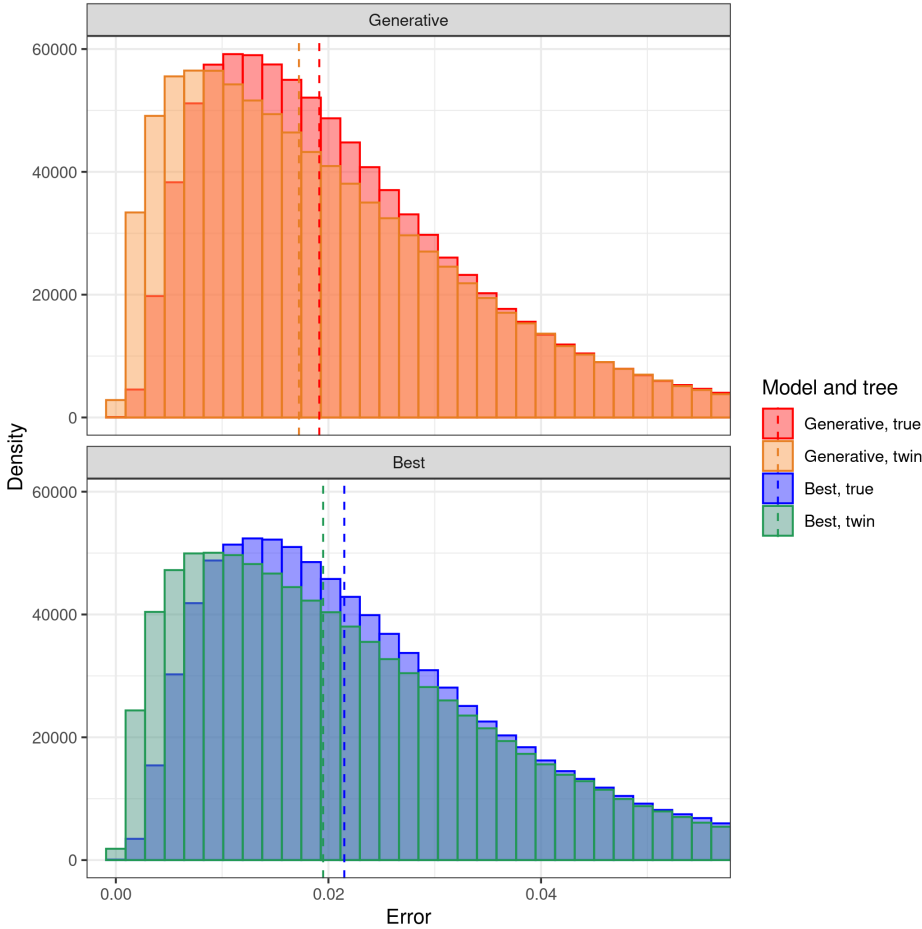 Generative
60000
40000
20000
0
Density
Best
60000
40000
20000
0
0.00
0.02
0.04
Error
Model and tree
Generative, true
Generative, twin
Best, true
Best, twin